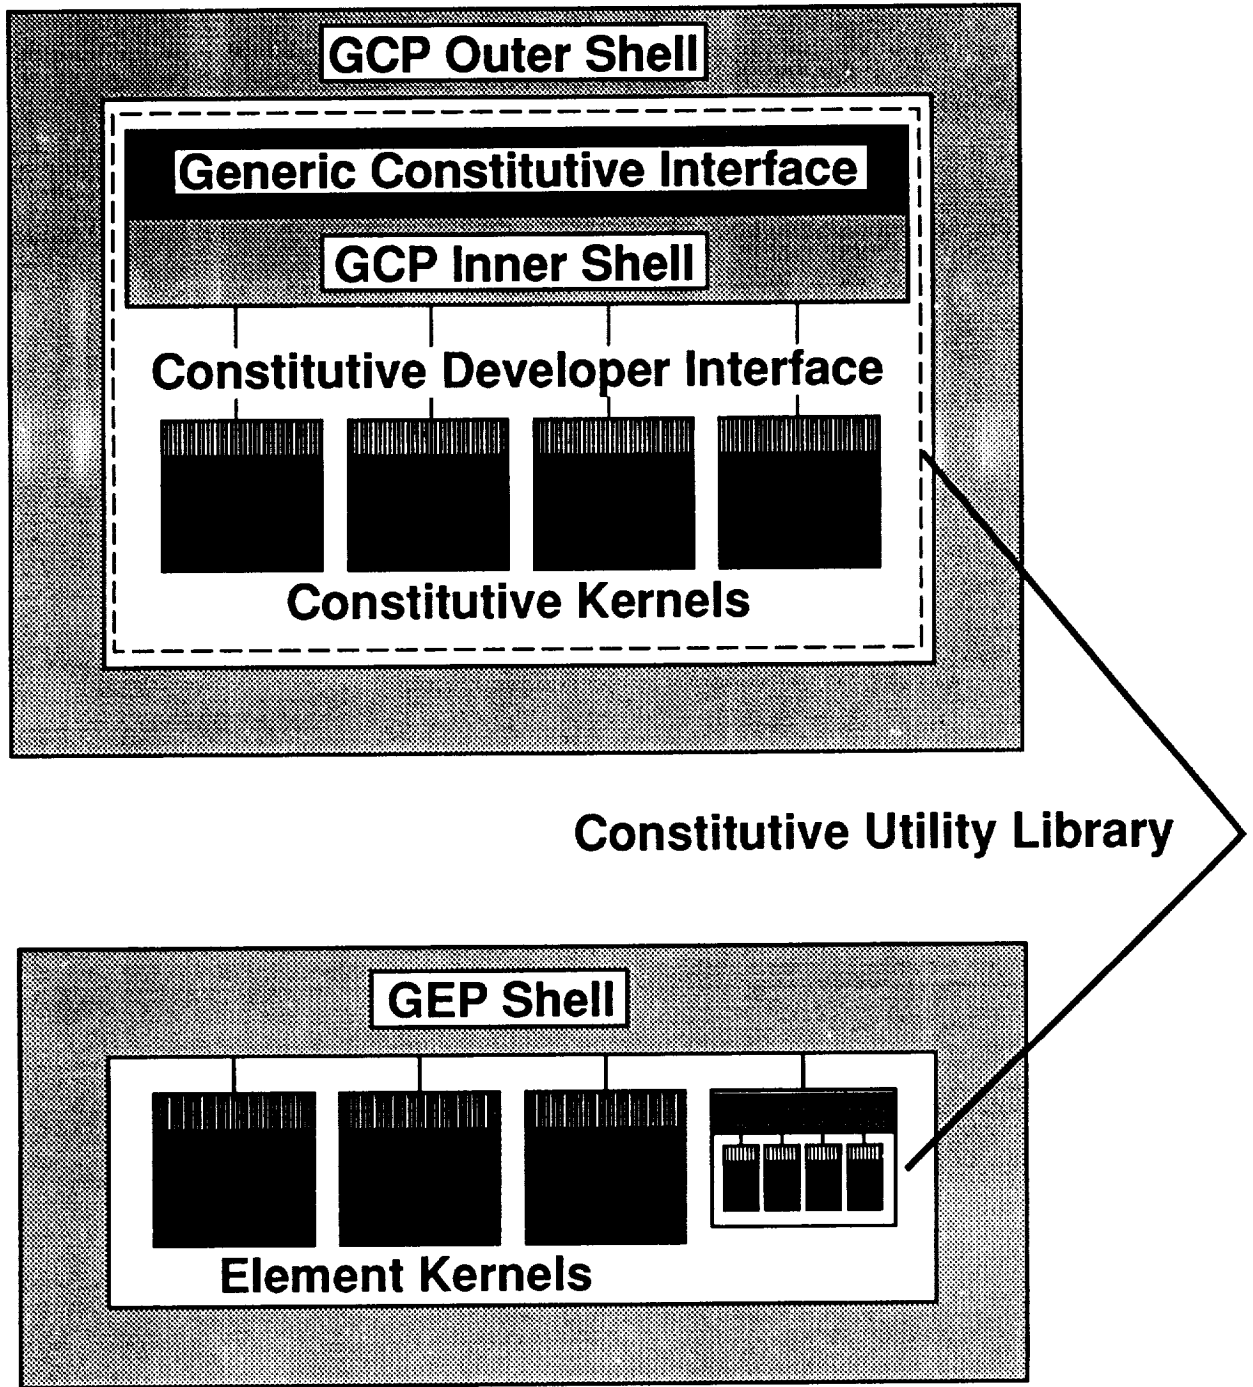 GCP Outer Shell
Generic Constitutive Interface
GCP Inner Shell
Constitutive Developer Interface
Constitutive Kernels
Constitutive Utility Library
GEP Shell
Element Kernels